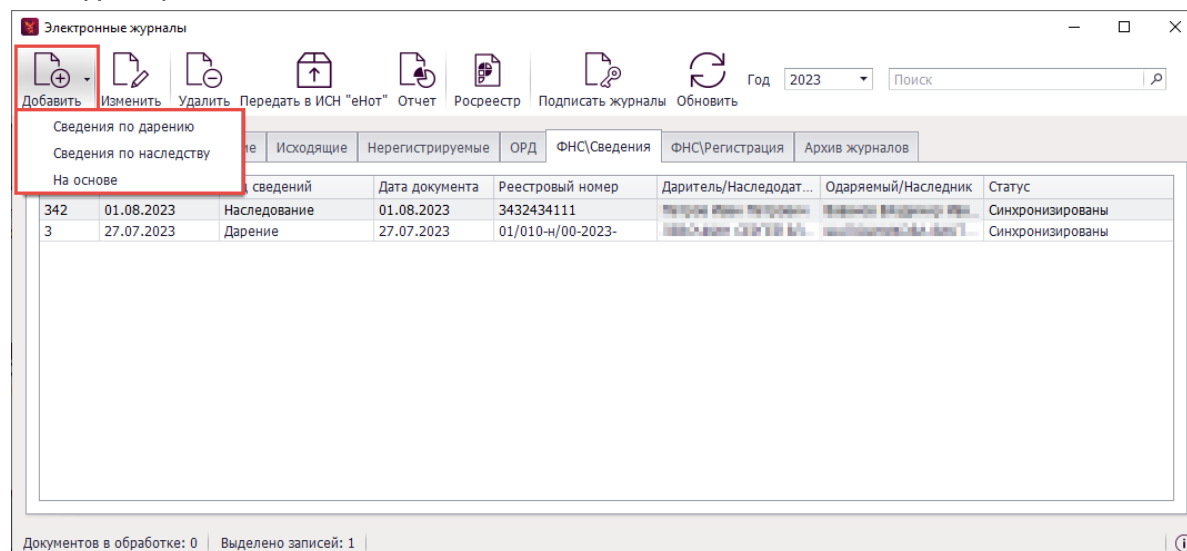 Электронные журналы
Добавить Изменить Удалить Передать в ИСН "еНот" Отчет Росреестр Подписать журналы Обновить Год 2023 Поиск
Сведения по дарению
Сведения по наследству
На основе
Исходящие Нерегистрируемые ОРД ФНС\Сведения ФНС\Регистрация Архив журналов
сведений Дата документа Реестровый номер Даритель/Наследодат... Одаряемый/Наследник Статус
342 01.08.2023 Наследование 01.08.2023 3432434111 Синхронизированы
3 27.07.2023 Дарение 27.07.2023 01/010-н/00-2023- Синхронизированы
Документов в обработке: 0 Выделено записей: 1